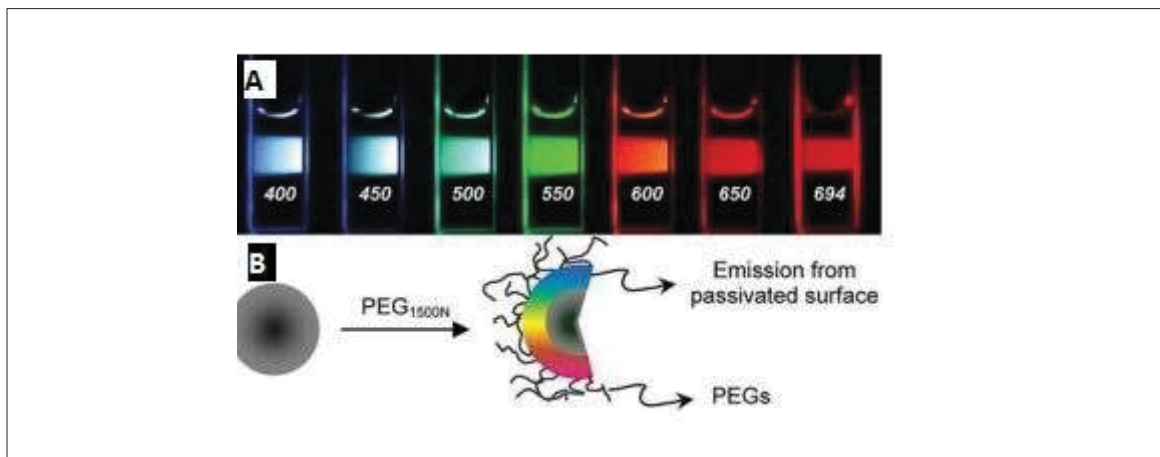 A
400 450 500 550 600 650 694
B
PEG1500N
Emission from
passivated surface
PEGs